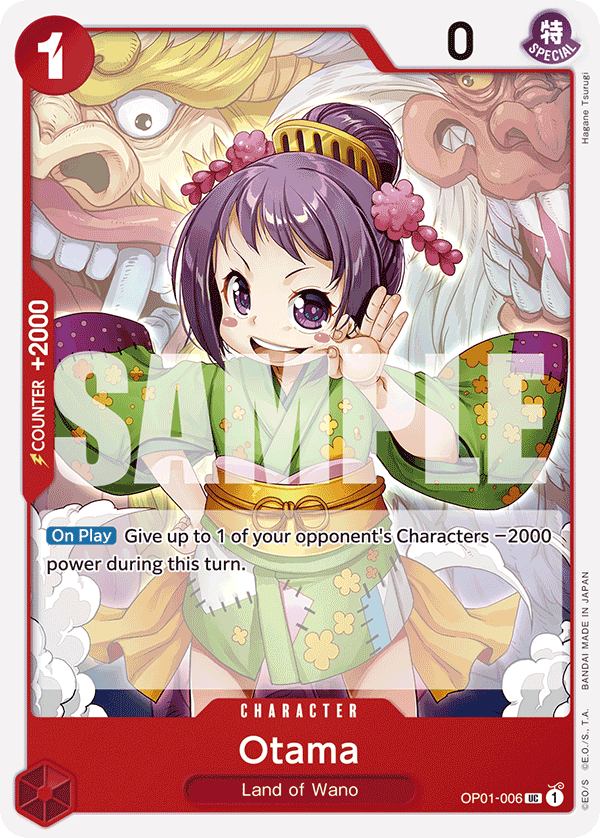 1
0
特
SPECIAL
Hagane Tsurugi
COUNTER +2000
SAMPLE
On Play Give up to 1 of your opponent's Characters −2000
power during this turn.
CHARACTER
Otama
Land of Wano
OP01-006 UC 1
©EO/S ©E.O./S., T.A. BANDAI MADE IN JAPAN